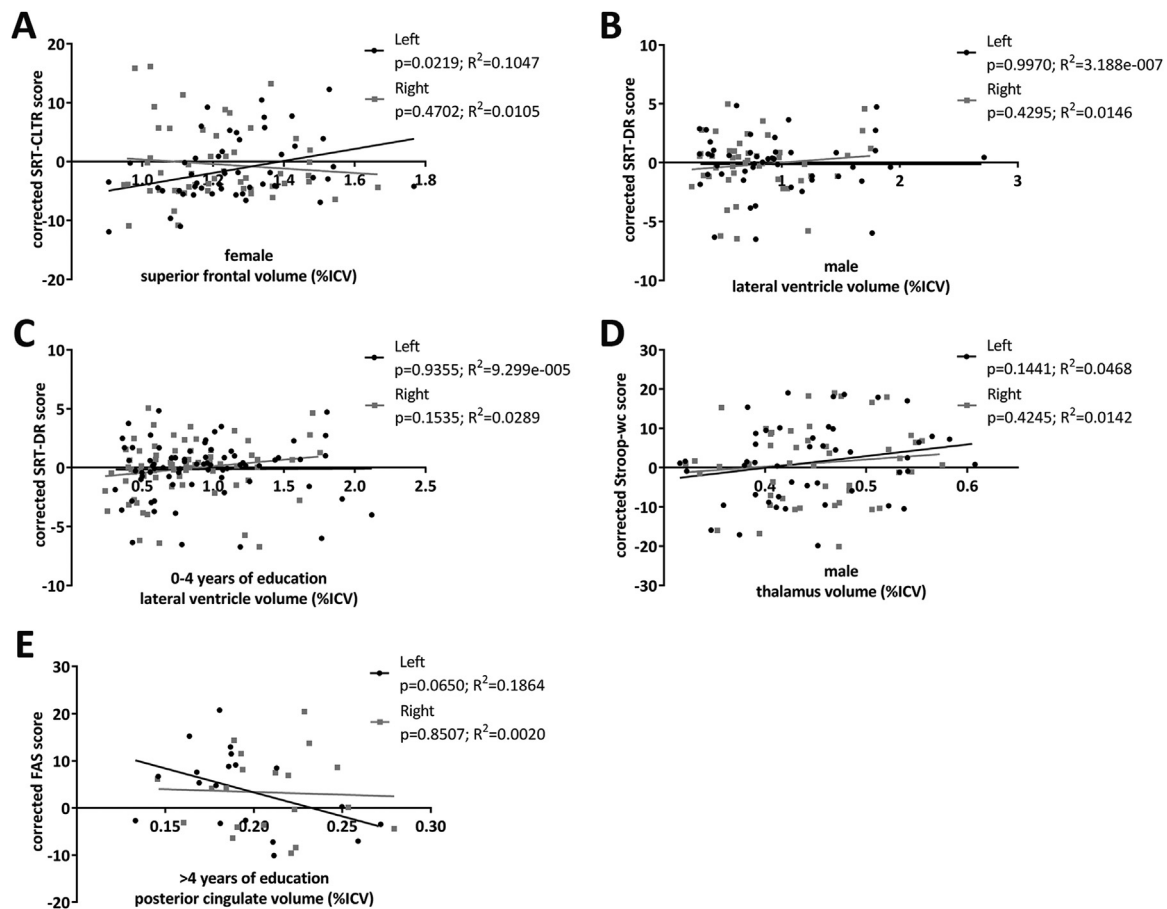 A
Left
p=0.0219; R²=0.1047
Right
p=0.4702; R²=0.0105
corrected SRT-CLTR score
20
10
0
-10
-20
1.0 1.2 1.4 1.6 1.8
female
superior frontal volume (%ICV)
B
Left
p=0.9970; R²=3.188e-007
Right
p=0.4295; R²=0.0146
corrected SRT-DR score
10
5
0
-5
-10
1 2 3
male
lateral ventricle volume (%ICV)
C
Left
p=0.9355; R²=9.299e-005
Right
p=0.1535; R²=0.0289
corrected SRT-DR score
10
5
0
-5
-10
0.5 1.0 1.5 2.0 2.5
0-4 years of education
lateral ventricle volume (%ICV)
D
Left
p=0.1441; R²=0.0468
Right
p=0.4245; R²=0.0142
corrected Stroop-wc score
30
20
10
0
-10
-20
-30
0.4 0.5 0.6
male
thalamus volume (%ICV)
E
Left
p=0.0650; R²=0.1864
Right
p=0.8507; R²=0.0020
corrected FAS score
30
20
10
0
-10
-20
0.15 0.20 0.25 0.30
>4 years of education
posterior cingulate volume (%ICV)